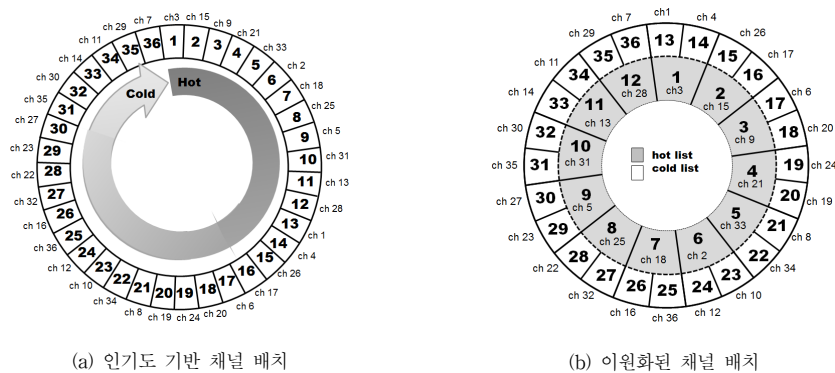 ch3
ch 15
ch 9
ch 21
ch 33
ch 2
ch 18
ch 25
ch 5
ch 31
ch 13
ch 28
ch 1
ch 4
ch 26
ch 17
ch 6
ch 20
ch 24
ch 19
ch 8
ch 34
ch 10
ch 12
ch 36
ch 16
ch 32
ch 22
ch 23
ch 27
ch 35
ch 30
ch 14
ch 11
ch 29
ch 7
1
2
3
4
5
6
7
8
9
10
11
12
13
14
15
16
17
18
19
20
21
22
23
24
25
26
27
28
29
30
31
32
33
34
35
36
Cold
Hot
(a) 인기도 기반 채널 배치
ch1
ch 4
ch 26
ch 17
ch 6
ch 20
ch 24
ch 19
ch 8
ch 34
ch 10
ch 12
ch 36
ch 16
ch 32
ch 22
ch 23
ch 27
ch 35
ch 30
ch 14
ch 11
ch 29
ch 7
13
14
15
16
17
18
19
20
21
22
23
24
25
26
27
28
29
30
31
32
33
34
35
36
1
ch3
2
ch 15
3
ch 9
4
ch 21
5
ch 33
6
ch 2
7
ch 18
8
ch 25
9
ch 5
10
ch 31
11
ch 13
12
ch 28
hot list
cold list
(b) 이원화된 채널 배치